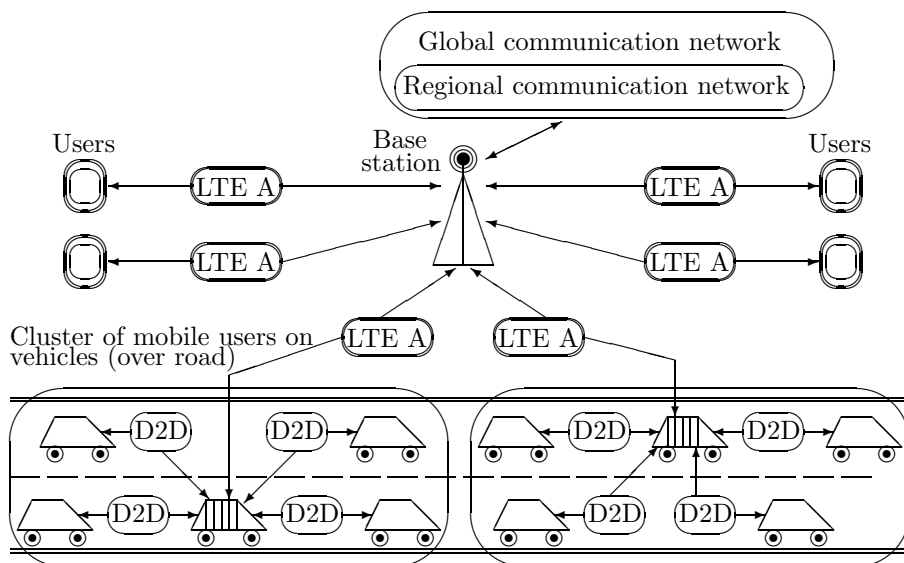 Global communication network
Regional communication network
Base
station
Users
Users
LTE A
LTE A
LTE A
LTE A
LTE A
LTE A
Cluster of mobile users on
vehicles (over road)
D2D
D2D
D2D
D2D
D2D
D2D
D2D
D2D